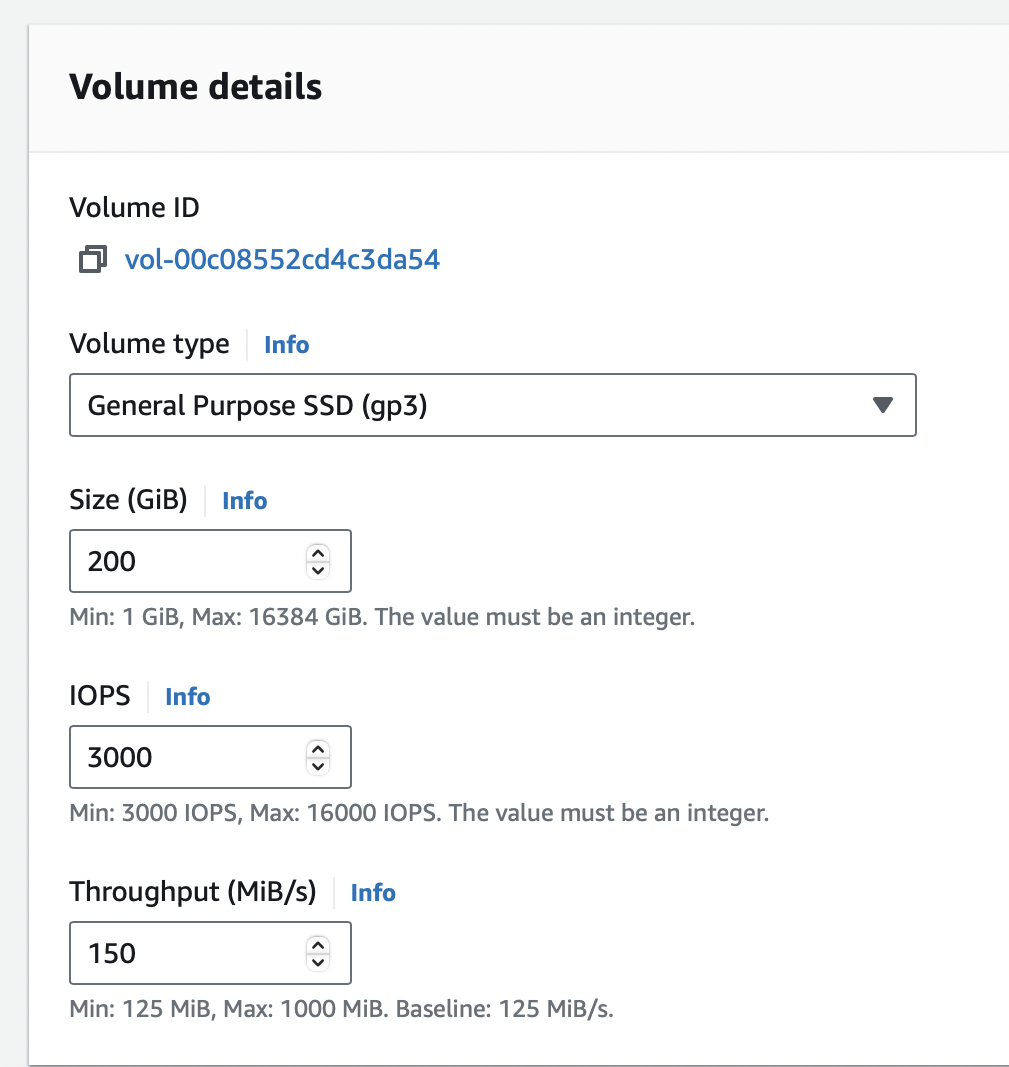 Volume details
Volume ID
vol-00c08552cd4c3da54
Volume type Info
General Purpose SSD (gp3)
Size (GiB) Info
200
Min: 1 GiB, Max: 16384 GiB. The value must be an integer.
IOPS Info
3000
Min: 3000 IOPS, Max: 16000 IOPS. The value must be an integer.
Throughput (MiB/s) Info
150
Min: 125 MiB, Max: 1000 MiB. Baseline: 125 MiB/s.